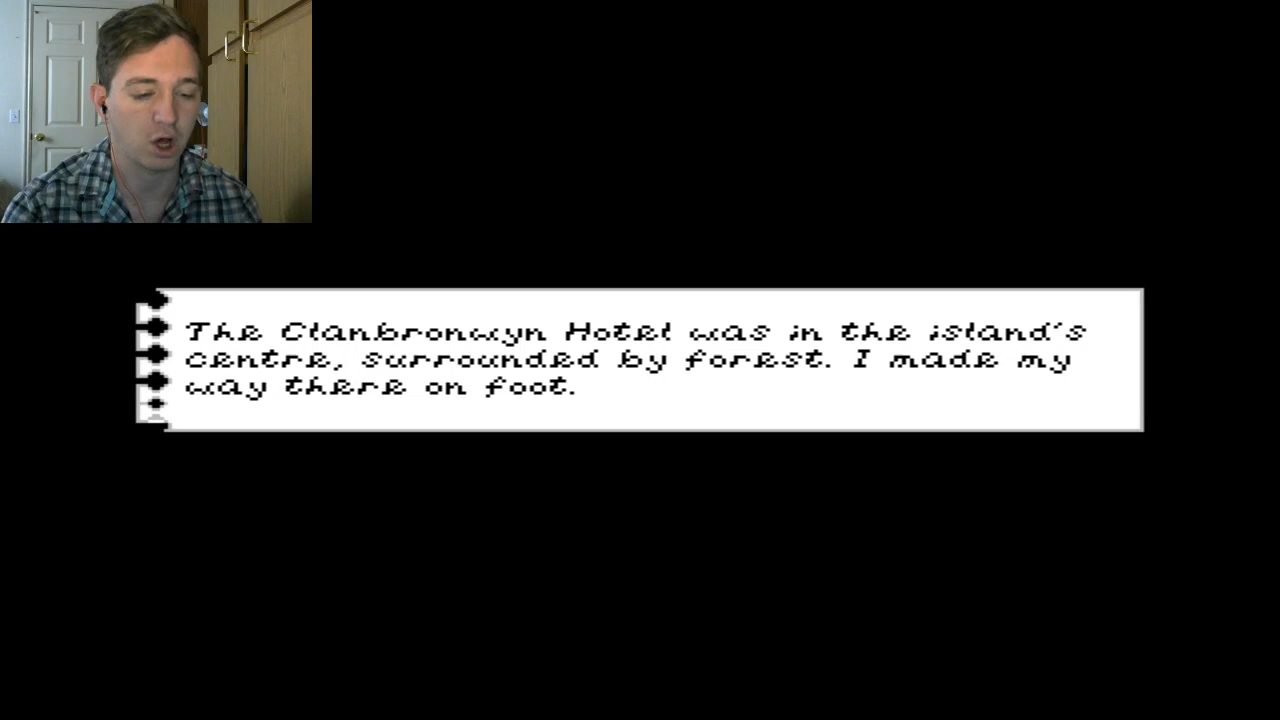 The Clanbronwyn Hotel was in the island's
centre, surrounded by forest. I made my
way there on foot.